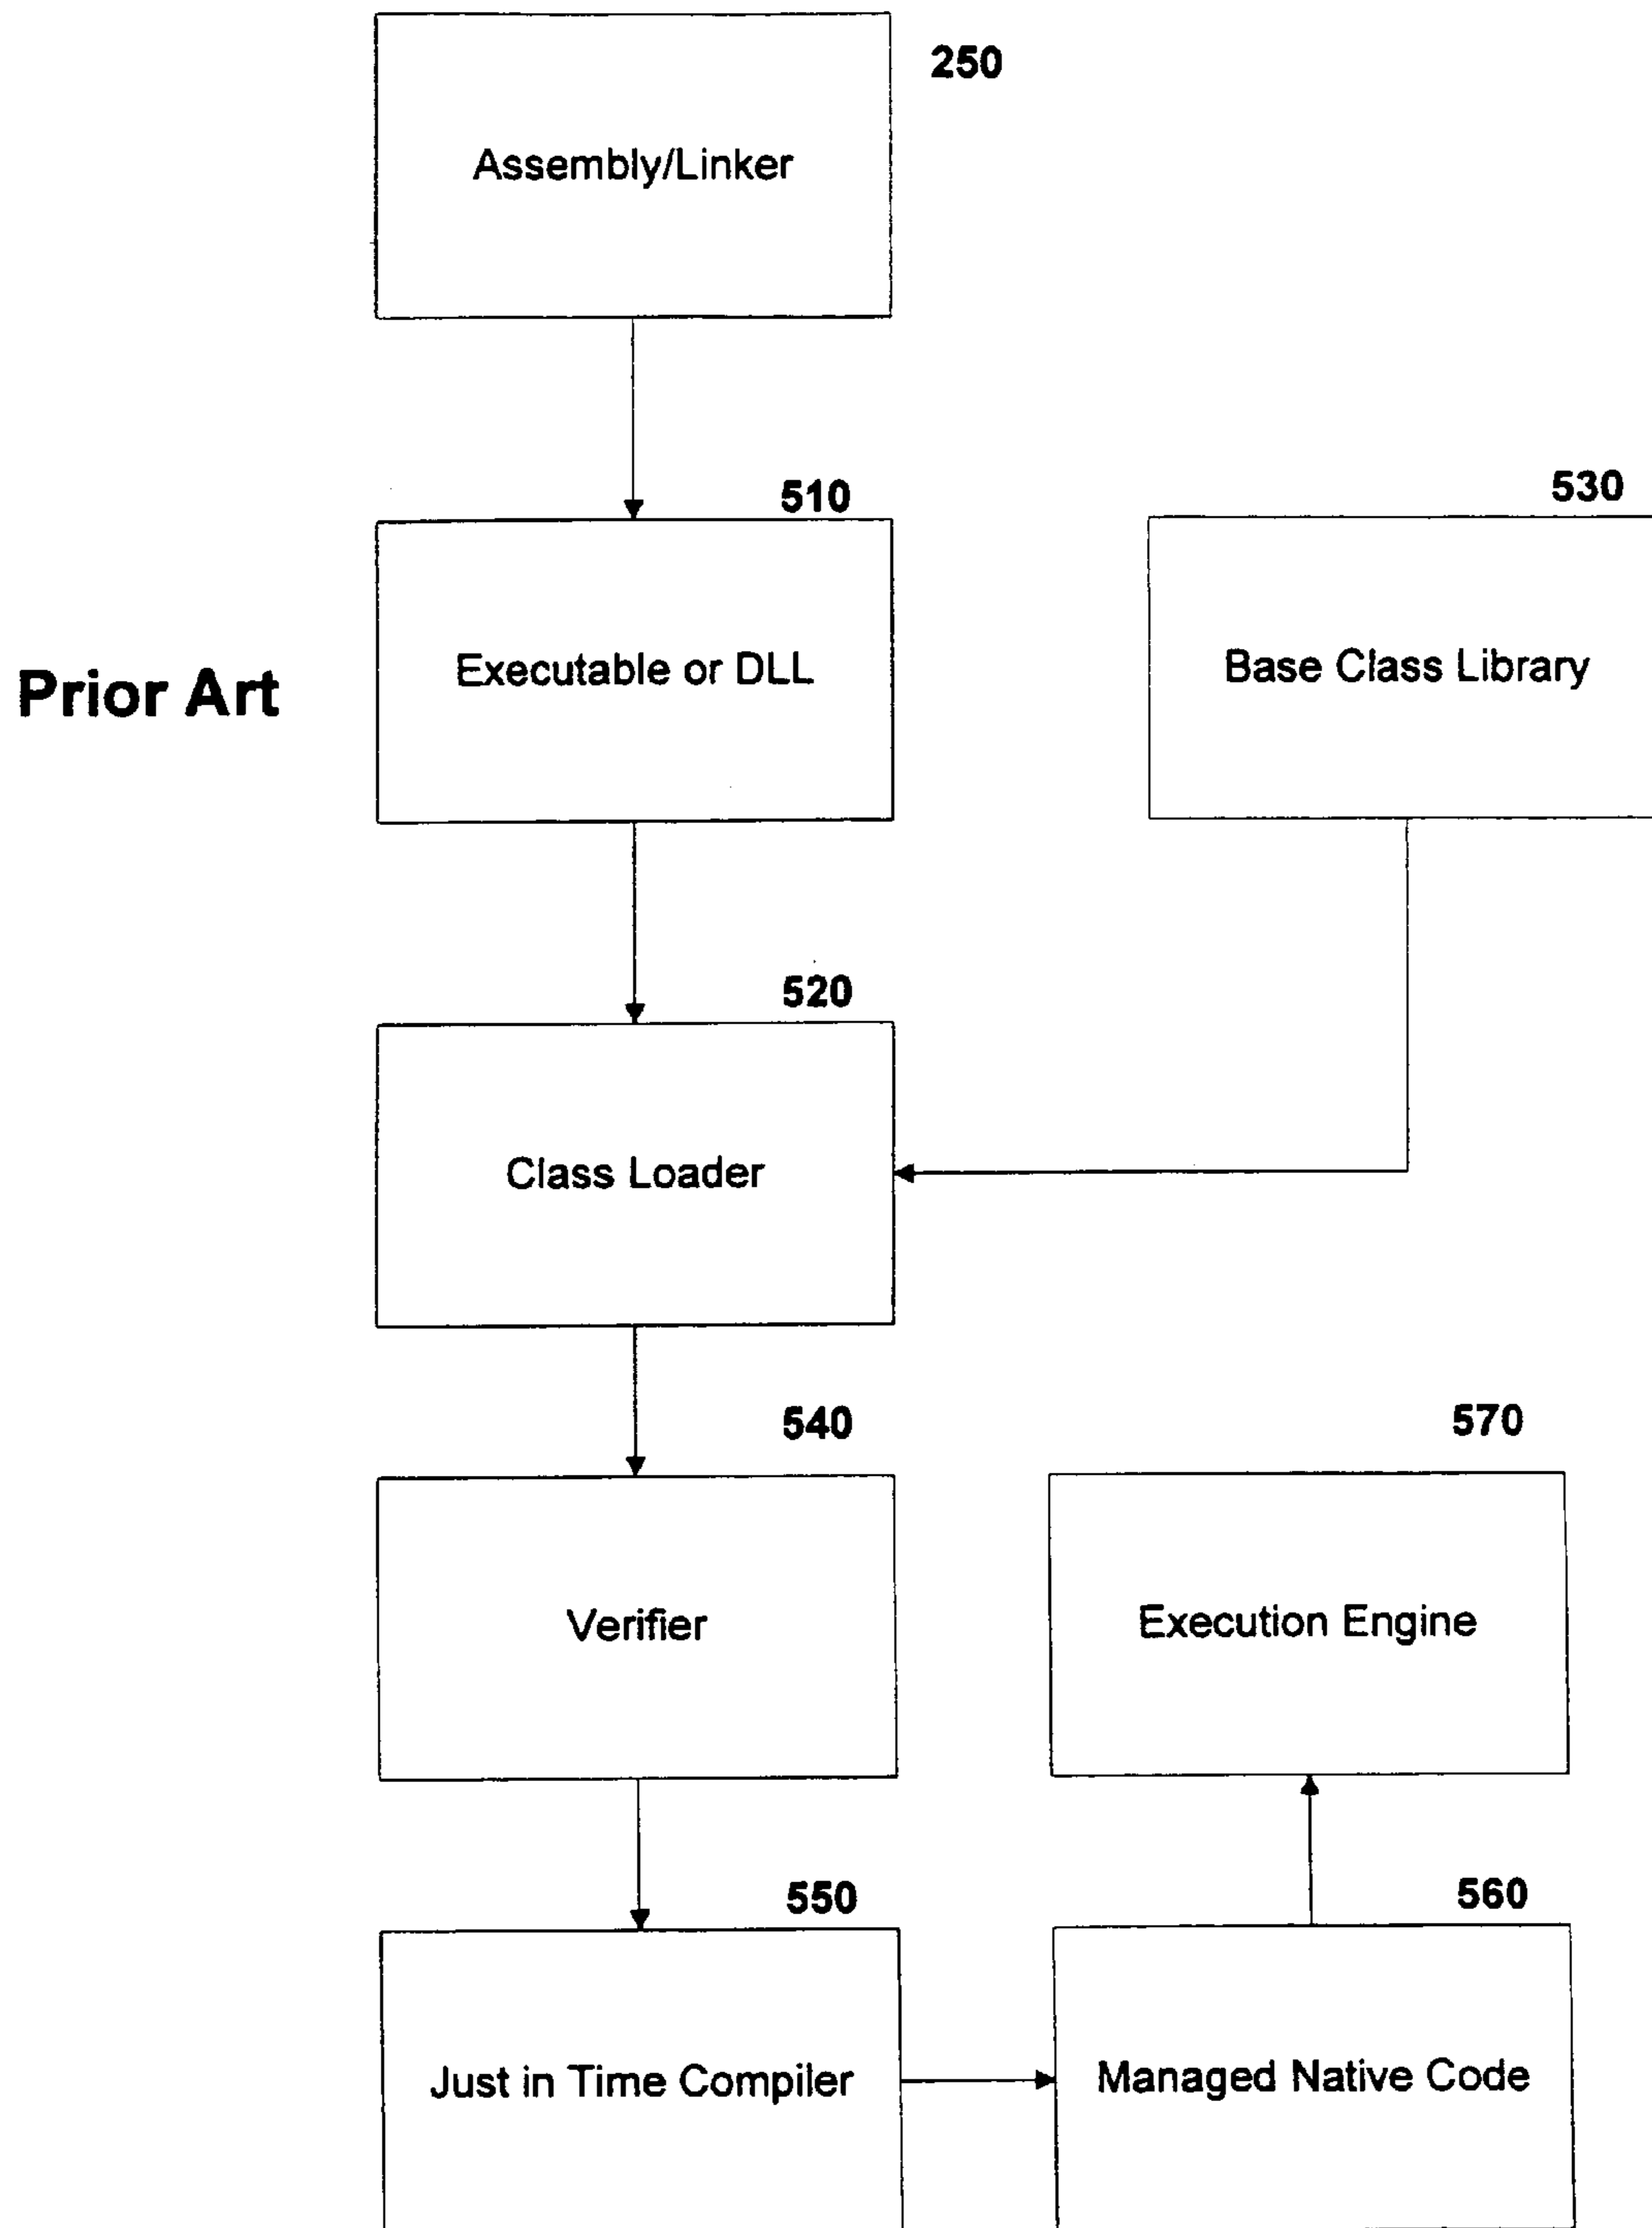 250
Assembly/Linker
510
530
Prior Art
Executable or DLL
Base Class Library
520
Class Loader
540
570
Verifier
Execution Engine
550
560
Just in Time Compiler
Managed Native Code